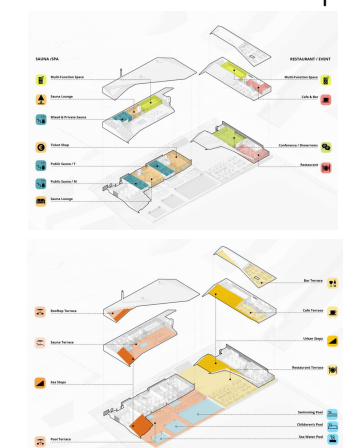 SAUNA /SPA
RESTAURANT / EVENT
Multi-Function Space
Multi-Function Space
Sauna Lounge
Cafe & Bar
Mixed & Private Sauna
Ticket Shop
Conference / Showroom
Public Sauna / F
Restaurant
Public Sauna / M
Sauna Lounge
Bar Terrace
Rooftop Terrace
Cafe Terrace
Sauna Terrace
Urban Steps
Restaurant Terrace
Sea Steps
Swimming Pool
Children's Pool
Pool Terrace
Sea Water Pool